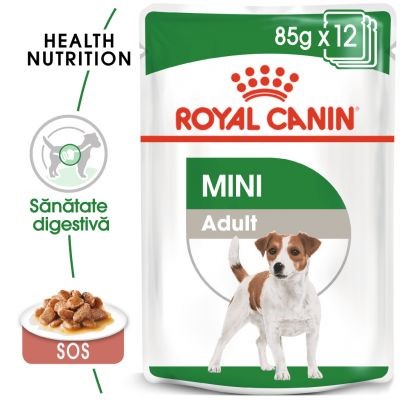 HEALTH
NUTRITION
Sănătate
digestivă
SOS
85g x 12
ROYAL CANIN
MINI
Adult